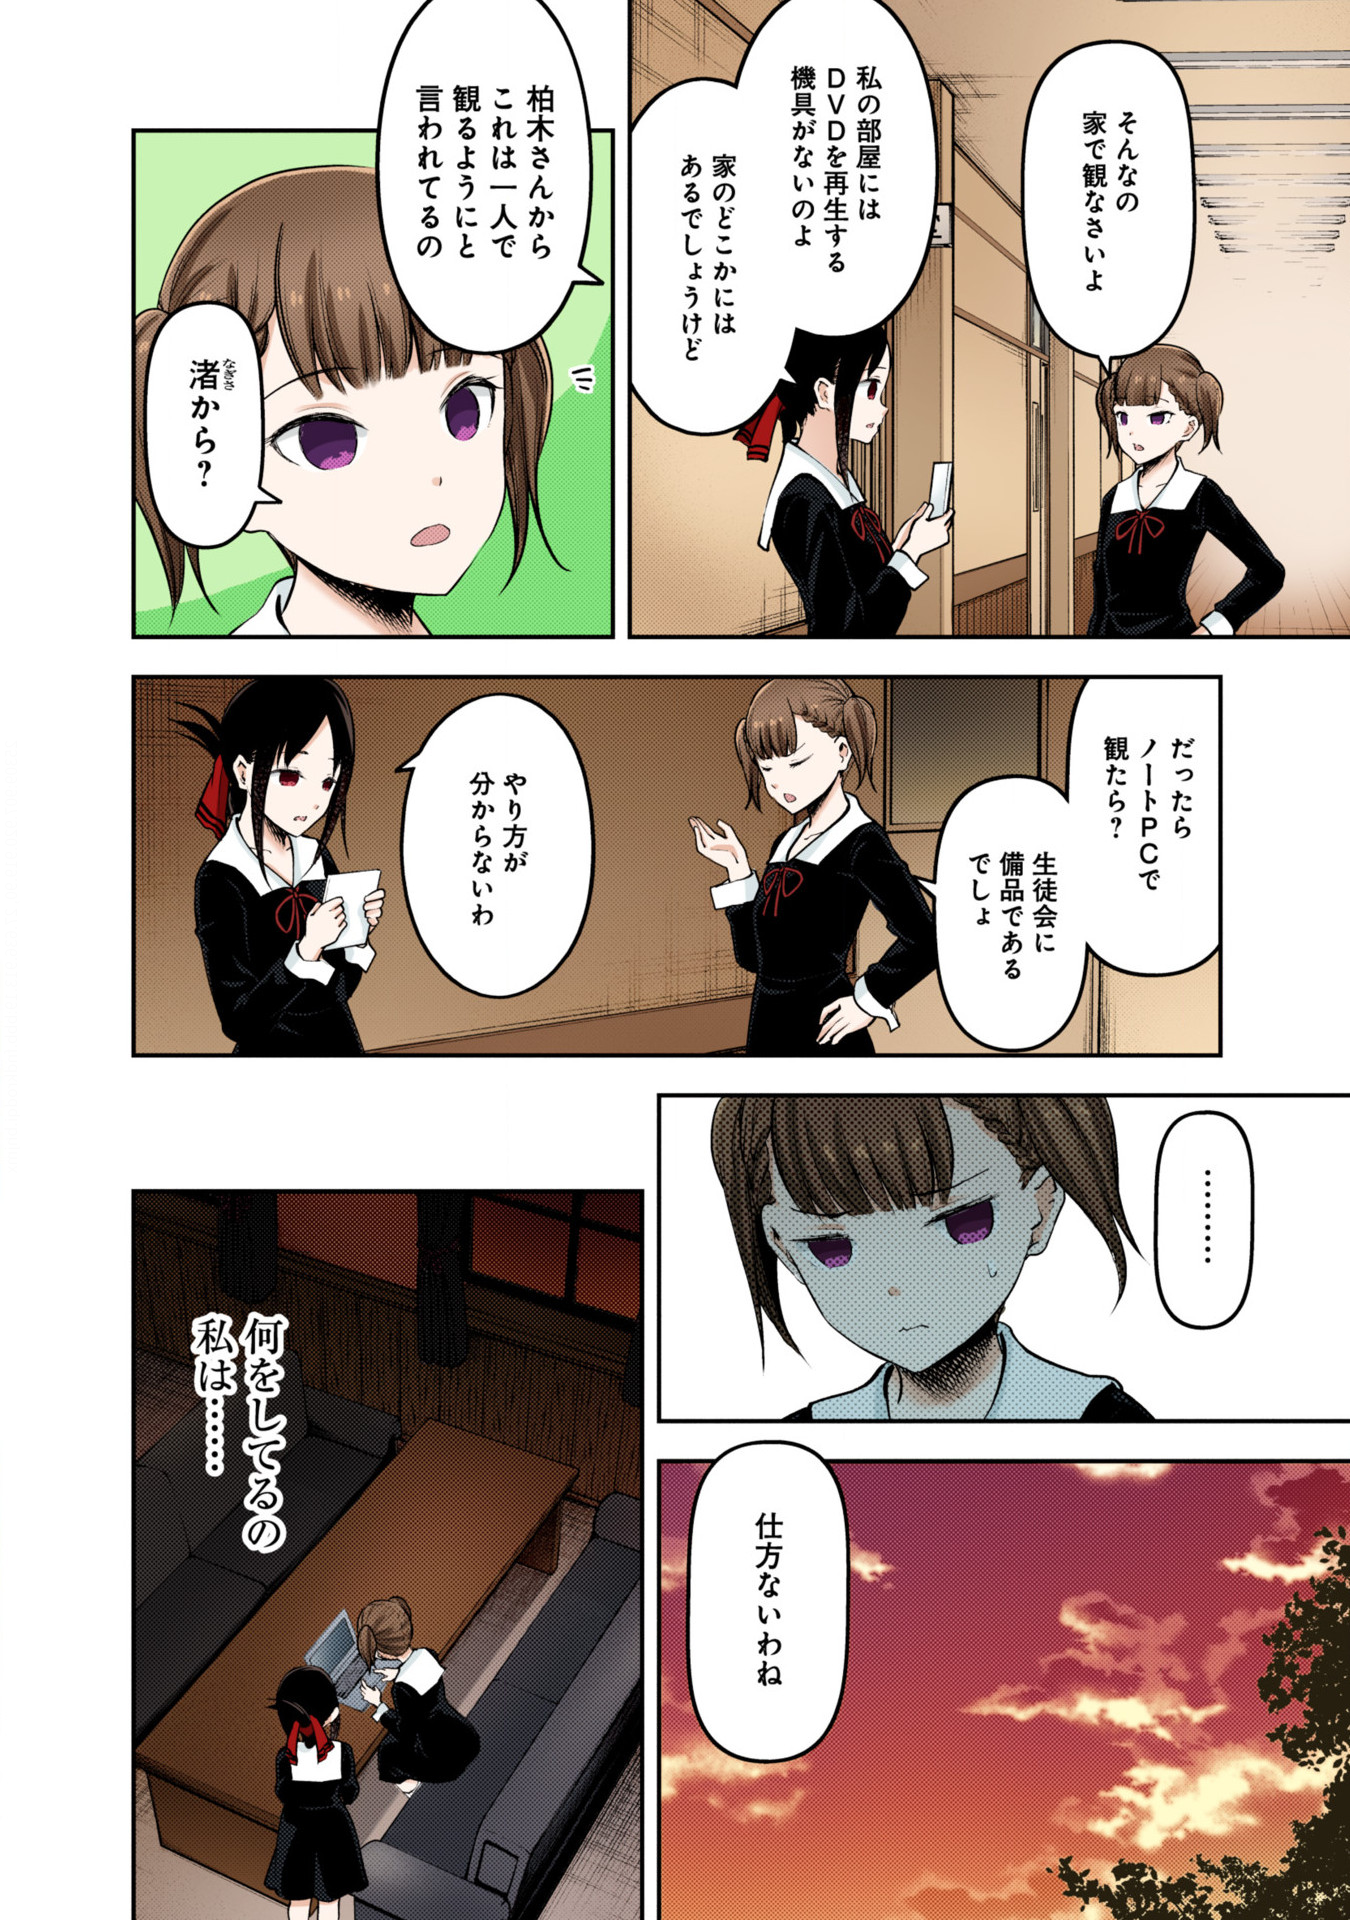 そんなの
家で観なさいよ
私の部屋には
DVDを再生する
機具がないのよ
家のどこかには
あるでしょうけど
柏木さんから
これは一人で
観るようにと
言われてるの
渚から?
なぎさ
だったら
ノートPCで
観たら?
生徒会に
備品である
でしょ
やり方が
分からないわ
………
仕方ないわね
何をしてるの
私は……